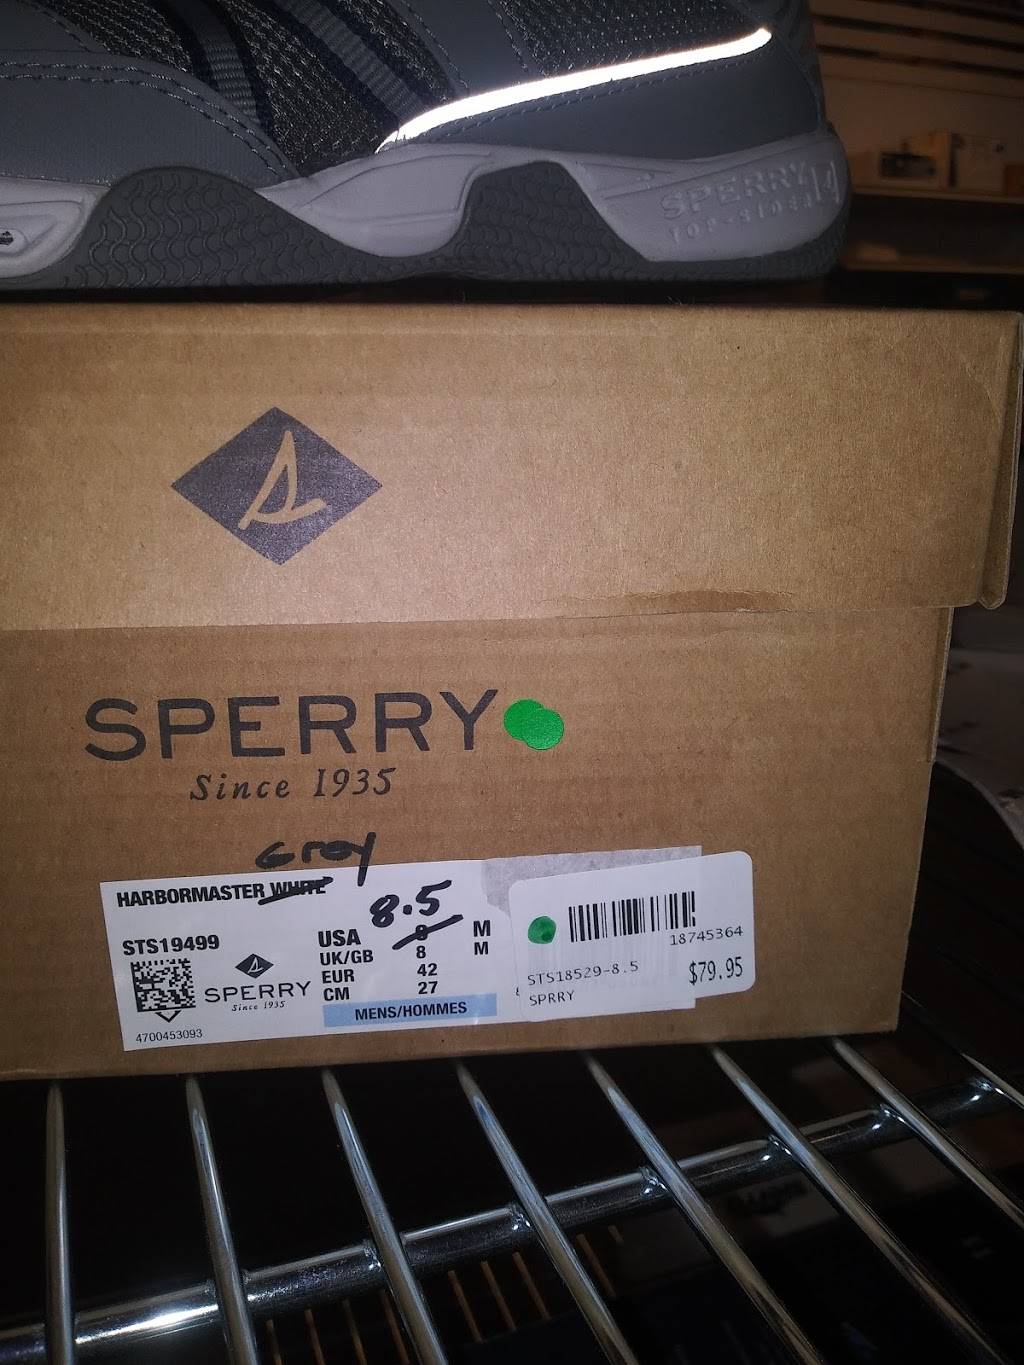 SPERRY
TOP-SIDER
SPERRY
Since 1935
Grey
HARBORMASTER WHITE
8.5
STS19499
USA M
UK/GB 8 M
EUR 42
CM 27
MENS/HOMMES
SPERRY
Since 1935
4700453093
18745364
STS18529-8.5
$79.95
SPRRY